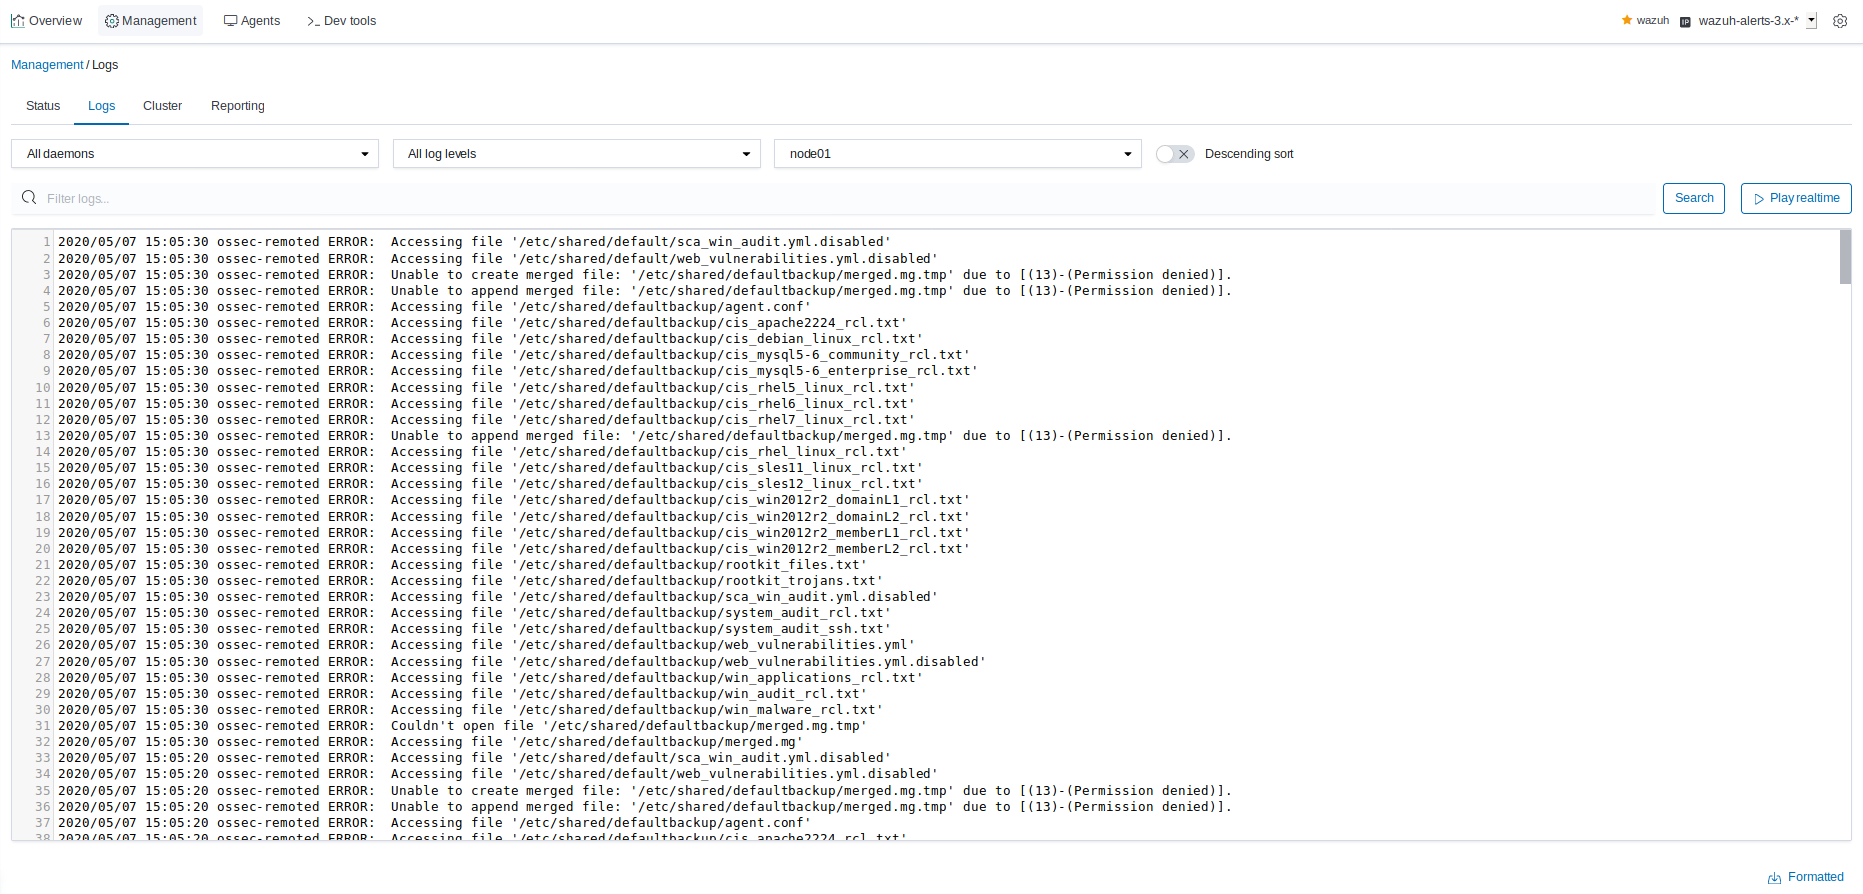 Overview Management Agents >_ Dev tools wazuh IP wazuh-alerts-3.x-*
Management / Logs
Status Logs Cluster Reporting
All daemons All log levels node01 Descending sort
Filter logs... Search Play realtime
1 2020/05/07 15:05:30 ossec-remoted ERROR: Accessing file '/etc/shared/default/sca_win_audit.yml.disabled'
2 2020/05/07 15:05:30 ossec-remoted ERROR: Accessing file '/etc/shared/default/web_vulnerabilities.yml.disabled'
3 2020/05/07 15:05:30 ossec-remoted ERROR: Unable to create merged file: '/etc/shared/defaultbackup/merged.mg.tmp' due to [(13)-(Permission denied)].
4 2020/05/07 15:05:30 ossec-remoted ERROR: Unable to append merged file: '/etc/shared/defaultbackup/merged.mg.tmp' due to [(13)-(Permission denied)].
5 2020/05/07 15:05:30 ossec-remoted ERROR: Accessing file '/etc/shared/defaultbackup/agent.conf'
6 2020/05/07 15:05:30 ossec-remoted ERROR: Accessing file '/etc/shared/defaultbackup/cis_apache2224_rcl.txt'
7 2020/05/07 15:05:30 ossec-remoted ERROR: Accessing file '/etc/shared/defaultbackup/cis_debian_linux_rcl.txt'
8 2020/05/07 15:05:30 ossec-remoted ERROR: Accessing file '/etc/shared/defaultbackup/cis_mysql5-6_community_rcl.txt'
9 2020/05/07 15:05:30 ossec-remoted ERROR: Accessing file '/etc/shared/defaultbackup/cis_mysql5-6_enterprise_rcl.txt'
10 2020/05/07 15:05:30 ossec-remoted ERROR: Accessing file '/etc/shared/defaultbackup/cis_rhel5_linux_rcl.txt'
11 2020/05/07 15:05:30 ossec-remoted ERROR: Accessing file '/etc/shared/defaultbackup/cis_rhel6_linux_rcl.txt'
12 2020/05/07 15:05:30 ossec-remoted ERROR: Accessing file '/etc/shared/defaultbackup/cis_rhel7_linux_rcl.txt'
13 2020/05/07 15:05:30 ossec-remoted ERROR: Unable to append merged file: '/etc/shared/defaultbackup/merged.mg.tmp' due to [(13)-(Permission denied)].
14 2020/05/07 15:05:30 ossec-remoted ERROR: Accessing file '/etc/shared/defaultbackup/cis_rhel_linux_rcl.txt'
15 2020/05/07 15:05:30 ossec-remoted ERROR: Accessing file '/etc/shared/defaultbackup/cis_sles11_linux_rcl.txt'
16 2020/05/07 15:05:30 ossec-remoted ERROR: Accessing file '/etc/shared/defaultbackup/cis_sles12_linux_rcl.txt'
17 2020/05/07 15:05:30 ossec-remoted ERROR: Accessing file '/etc/shared/defaultbackup/cis_win2012r2_domainL1_rcl.txt'
18 2020/05/07 15:05:30 ossec-remoted ERROR: Accessing file '/etc/shared/defaultbackup/cis_win2012r2_domainL2_rcl.txt'
19 2020/05/07 15:05:30 ossec-remoted ERROR: Accessing file '/etc/shared/defaultbackup/cis_win2012r2_memberL1_rcl.txt'
20 2020/05/07 15:05:30 ossec-remoted ERROR: Accessing file '/etc/shared/defaultbackup/cis_win2012r2_memberL2_rcl.txt'
21 2020/05/07 15:05:30 ossec-remoted ERROR: Accessing file '/etc/shared/defaultbackup/rootkit_files.txt'
22 2020/05/07 15:05:30 ossec-remoted ERROR: Accessing file '/etc/shared/defaultbackup/rootkit_trojans.txt'
23 2020/05/07 15:05:30 ossec-remoted ERROR: Accessing file '/etc/shared/defaultbackup/sca_win_audit.yml.disabled'
24 2020/05/07 15:05:30 ossec-remoted ERROR: Accessing file '/etc/shared/defaultbackup/system_audit_rcl.txt'
25 2020/05/07 15:05:30 ossec-remoted ERROR: Accessing file '/etc/shared/defaultbackup/system_audit_ssh.txt'
26 2020/05/07 15:05:30 ossec-remoted ERROR: Accessing file '/etc/shared/defaultbackup/web_vulnerabilities.yml'
27 2020/05/07 15:05:30 ossec-remoted ERROR: Accessing file '/etc/shared/defaultbackup/web_vulnerabilities.yml.disabled'
28 2020/05/07 15:05:30 ossec-remoted ERROR: Accessing file '/etc/shared/defaultbackup/win_applications_rcl.txt'
29 2020/05/07 15:05:30 ossec-remoted ERROR: Accessing file '/etc/shared/defaultbackup/win_audit_rcl.txt'
30 2020/05/07 15:05:30 ossec-remoted ERROR: Accessing file '/etc/shared/defaultbackup/win_malware_rcl.txt'
31 2020/05/07 15:05:30 ossec-remoted ERROR: Couldn't open file '/etc/shared/defaultbackup/merged.mg.tmp'
32 2020/05/07 15:05:30 ossec-remoted ERROR: Accessing file '/etc/shared/defaultbackup/merged.mg'
33 2020/05/07 15:05:20 ossec-remoted ERROR: Accessing file '/etc/shared/default/sca_win_audit.yml.disabled'
34 2020/05/07 15:05:20 ossec-remoted ERROR: Accessing file '/etc/shared/default/web_vulnerabilities.yml.disabled'
35 2020/05/07 15:05:20 ossec-remoted ERROR: Unable to create merged file: '/etc/shared/defaultbackup/merged.mg.tmp' due to [(13)-(Permission denied)].
36 2020/05/07 15:05:20 ossec-remoted ERROR: Unable to append merged file: '/etc/shared/defaultbackup/merged.mg.tmp' due to [(13)-(Permission denied)].
37 2020/05/07 15:05:20 ossec-remoted ERROR: Accessing file '/etc/shared/defaultbackup/agent.conf'
38 2020/05/07 15:05:20 ossec-remoted ERROR: Accessing file '/etc/shared/defaultbackup/cis_apache2224_rcl.txt'
Formatted